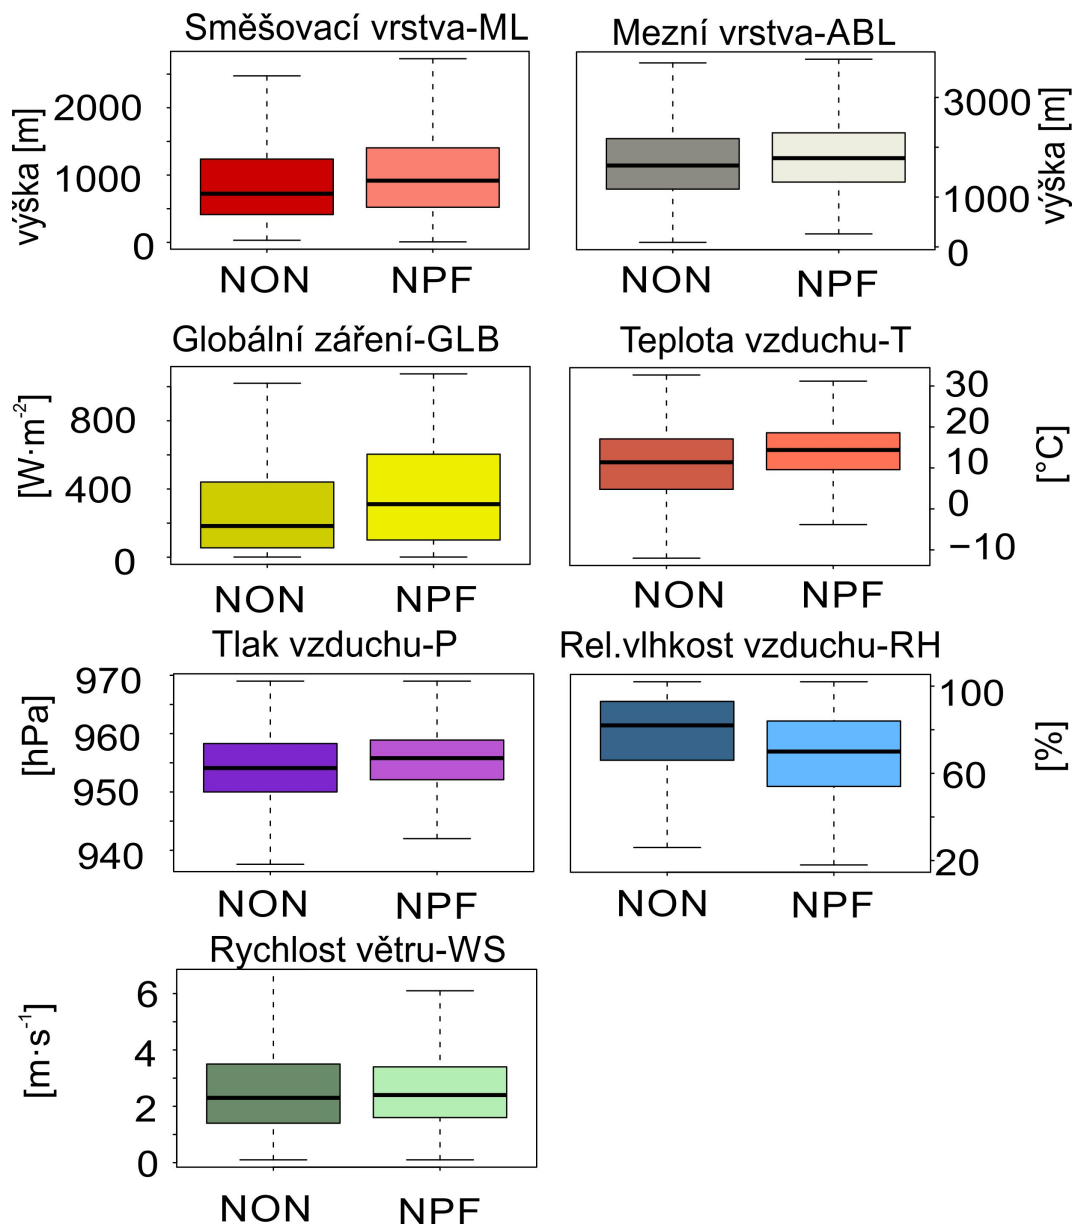 Směšovací vrstva-ML
výška [m]
2000
1000
0
NON NPF
Mezní vrstva-ABL
3000
1000
0
výška [m]
NON NPF
Globální záření-GLB
[W·m⁻²]
800
400
0
NON NPF
Teplota vzduchu-T
30
20
10
0
−10
[°C]
NON NPF
Tlak vzduchu-P
[hPa]
970
960
950
940
NON NPF
Rel.vlhkost vzduchu-RH
100
60
20
[%]
NON NPF
Rychlost větru-WS
[m·s⁻¹]
6
4
2
0
NON NPF